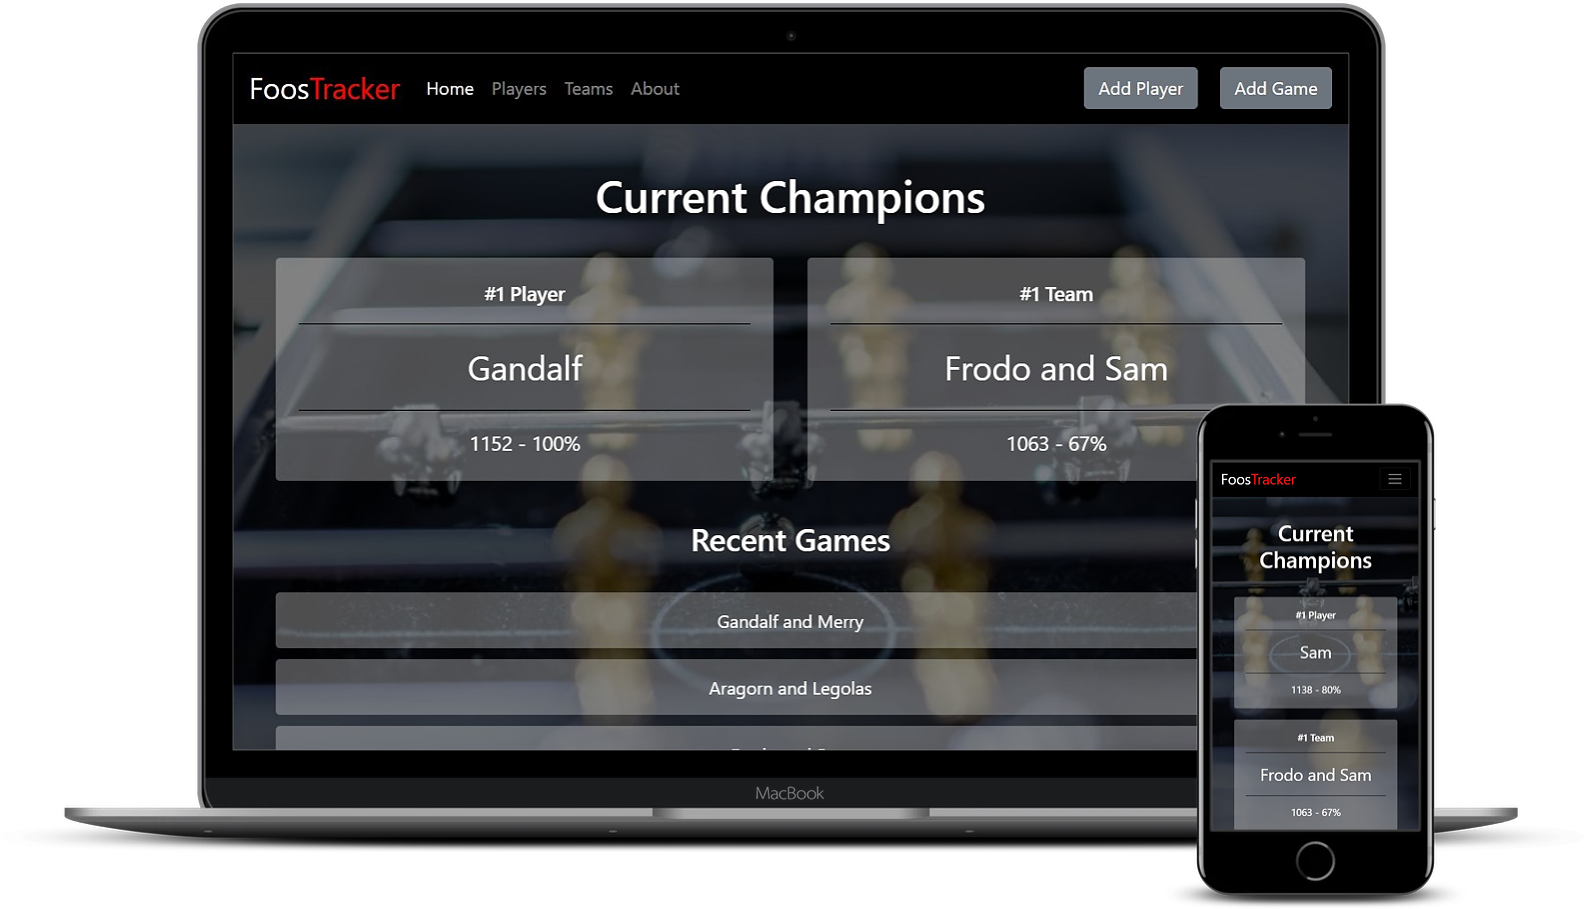 FoosTracker Home Players Teams About Add Player Add Game
Current Champions
#1 Player
Gandalf
1152 - 100%
#1 Team
Frodo and Sam
1063 - 67%
Recent Games
Gandalf and Merry
Aragorn and Legolas
MacBook
FoosTracker
Current
Champions
#1 Player
Sam
1138 - 80%
#1 Team
Frodo and Sam
1063 - 67%